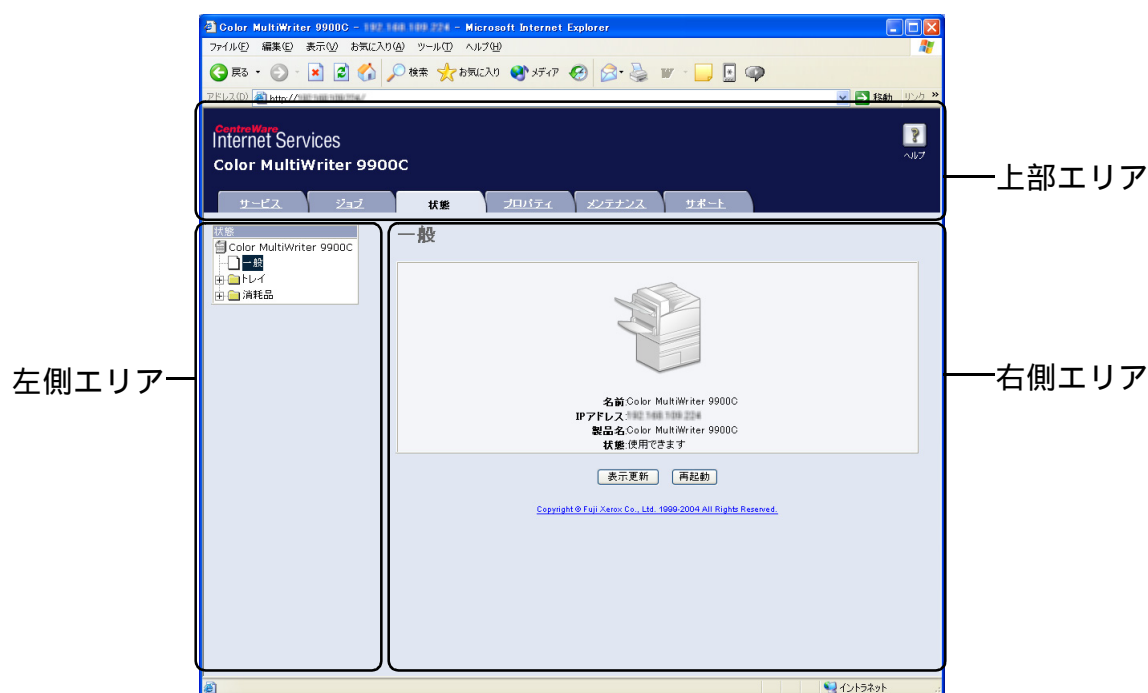 Color MultiWriter 9900C - - Microsoft Internet Explorer
ファイル(F) 編集(E) 表示(V) お気に入り(A) ツール(T) ヘルプ(H)
戻る 検索 お気に入り メディア
アドレス(D) http:// 移動 リンク »
CentreWare
Internet Services
Color MultiWriter 9900C
ヘルプ
上部エリア
サービス ジョブ 状態 プロパティ メンテナンス サポート
状態
Color MultiWriter 9900C
一般
トレイ
消耗品
一般
左側エリア
右側エリア
名前:Color MultiWriter 9900C
IPアドレス:
製品名:Color MultiWriter 9900C
状態:使用できます
表示更新 再起動
Copyright © Fuji Xerox Co., Ltd. 1999-2004 All Rights Reserved.
イントラネット